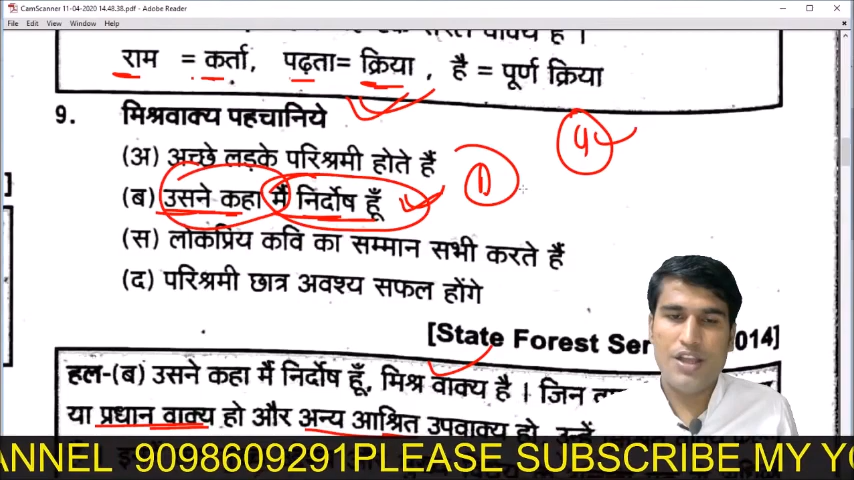 CamScanner 11-04-2020 14.48.38.pdf - Adobe Reader
File Edit View Window Help
राम = कर्ता, पढ़ता= क्रिया, है = पूर्ण क्रिया
9. मिश्रवाक्य पहचानिये
(अ) अच्छे लड़के परिश्रमी होते हैं
(ब) उसने कहा मैं निर्दोष हूँ
(स) लोकप्रिय कवि का सम्मान सभी करते हैं
(द) परिश्रमी छात्र अवश्य सफल होंगे
[State Forest Ser 014]
हल-(ब) उसने कहा मैं निर्दोष हूँ, मिश्र वाक्य है। जिन
या प्रधान वाक्य हो और अन्य आश्रित उपवाक्य हो, उन्हें
ANNEL 9098609291PLEASE SUBSCRIBE MY YO